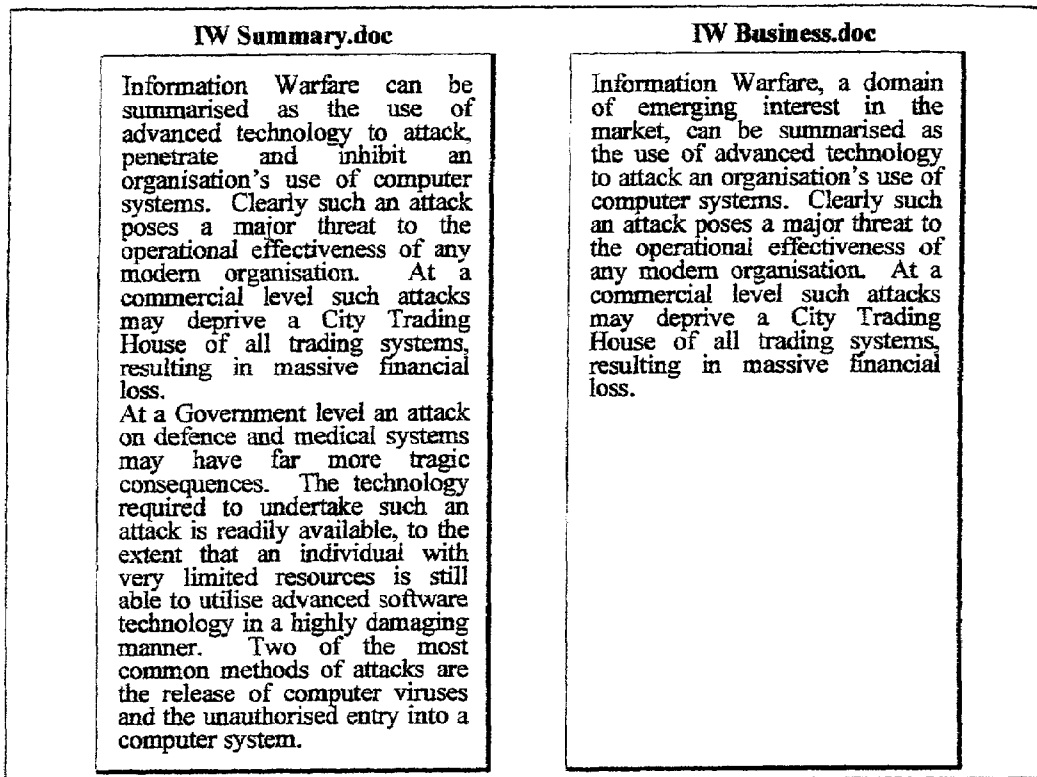 IW Summary.doc
Information Warfare can be
summarised as the use of
advanced technology to attack,
penetrate and inhibit an
organisation's use of computer
systems. Clearly such an attack
poses a major threat to the
operational effectiveness of any
modern organisation. At a
commercial level such attacks
may deprive a City Trading
House of all trading systems,
resulting in massive financial
loss.
At a Government level an attack
on defence and medical systems
may have far more tragic
consequences. The technology
required to undertake such an
attack is readily available, to the
extent that an individual with
very limited resources is still
able to utilise advanced software
technology in a highly damaging
manner. Two of the most
common methods of attacks are
the release of computer viruses
and the unauthorised entry into a
computer system.
IW Business.doc
Information Warfare, a domain
of emerging interest in the
market, can be summarised as
the use of advanced technology
to attack an organisation's use of
computer systems. Clearly such
an attack poses a major threat to
the operational effectiveness of
any modern organisation. At a
commercial level such attacks
may deprive a City Trading
House of all trading systems,
resulting in massive financial
loss.